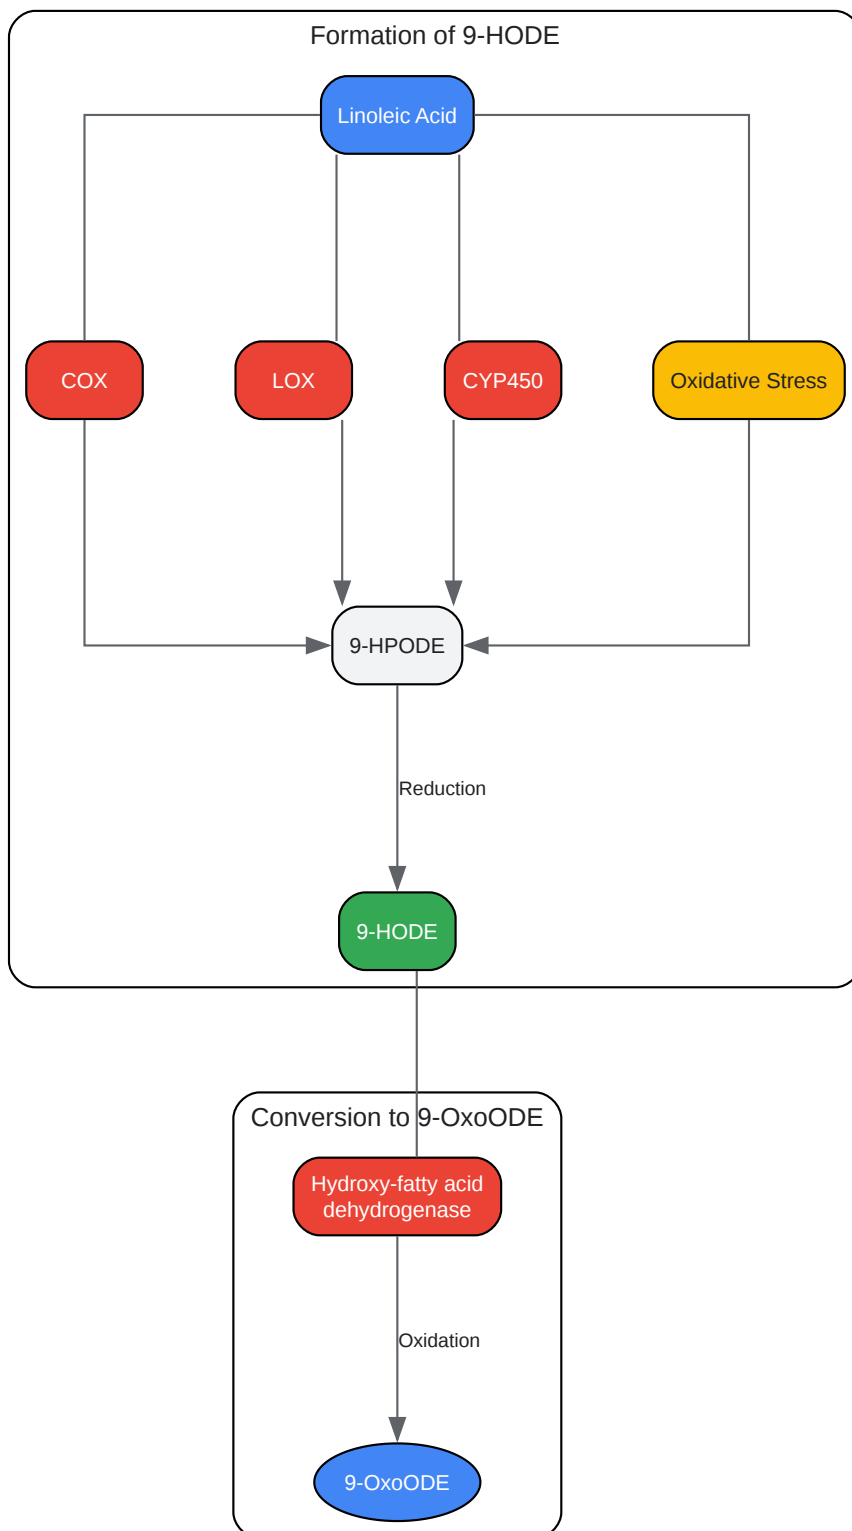 Formation of 9-HODE
Linoleic Acid
COX
LOX
CYP450
Oxidative Stress
9-HPODE
Reduction
9-HODE
Conversion to 9-OxoODE
Hydroxy-fatty acid
dehydrogenase
Oxidation
9-OxoODE